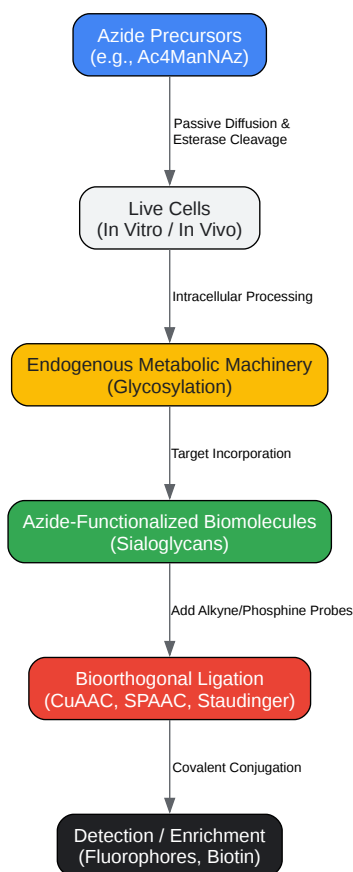 Azide Precursors
(e.g., Ac4ManNAz)
Passive Diffusion &
Esterase Cleavage
Live Cells
(In Vitro / In Vivo)
Intracellular Processing
Endogenous Metabolic Machinery
(Glycosylation)
Target Incorporation
Azide-Functionalized Biomolecules
(Sialoglycans)
Add Alkyne/Phosphine Probes
Bioorthogonal Ligation
(CuAAC, SPAAC, Staudinger)
Covalent Conjugation
Detection / Enrichment
(Fluorophores, Biotin)